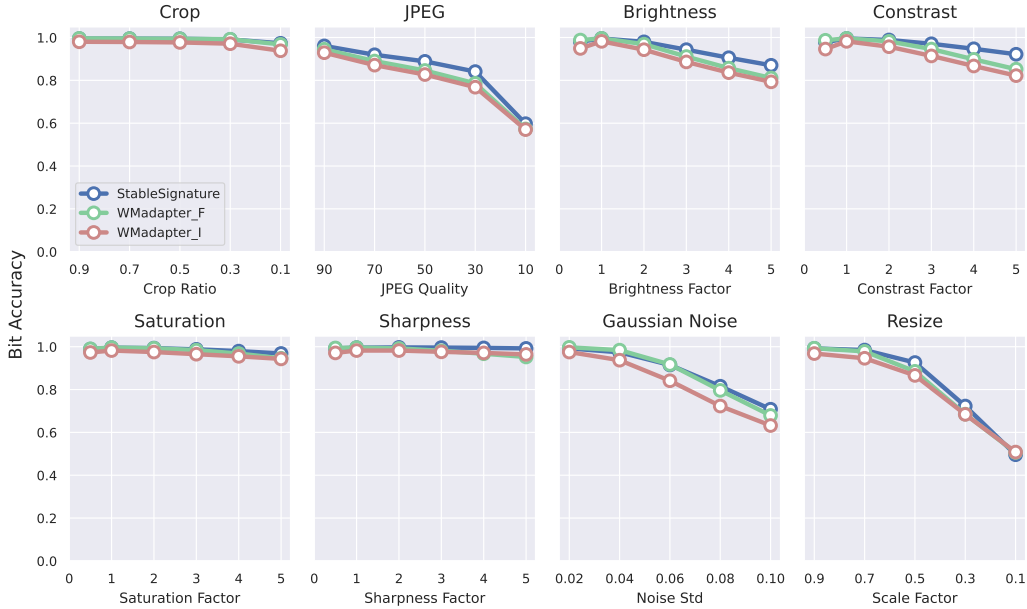 Crop
JPEG
Brightness
Constrast
1.0
0.8
0.6
0.4
0.2
0.0
StableSignature
WMadapter_F
WMadapter_I
0.9 0.7 0.5 0.3 0.1
90 70 50 30 10
0 1 2 3 4 5
0 1 2 3 4 5
Crop Ratio
JPEG Quality
Brightness Factor
Constrast Factor
Bit Accuracy
Saturation
Sharpness
Gaussian Noise
Resize
1.0
0.8
0.6
0.4
0.2
0.0
0 1 2 3 4 5
0 1 2 3 4 5
0.02 0.04 0.06 0.08 0.10
0.9 0.7 0.5 0.3 0.1
Saturation Factor
Sharpness Factor
Noise Std
Scale Factor